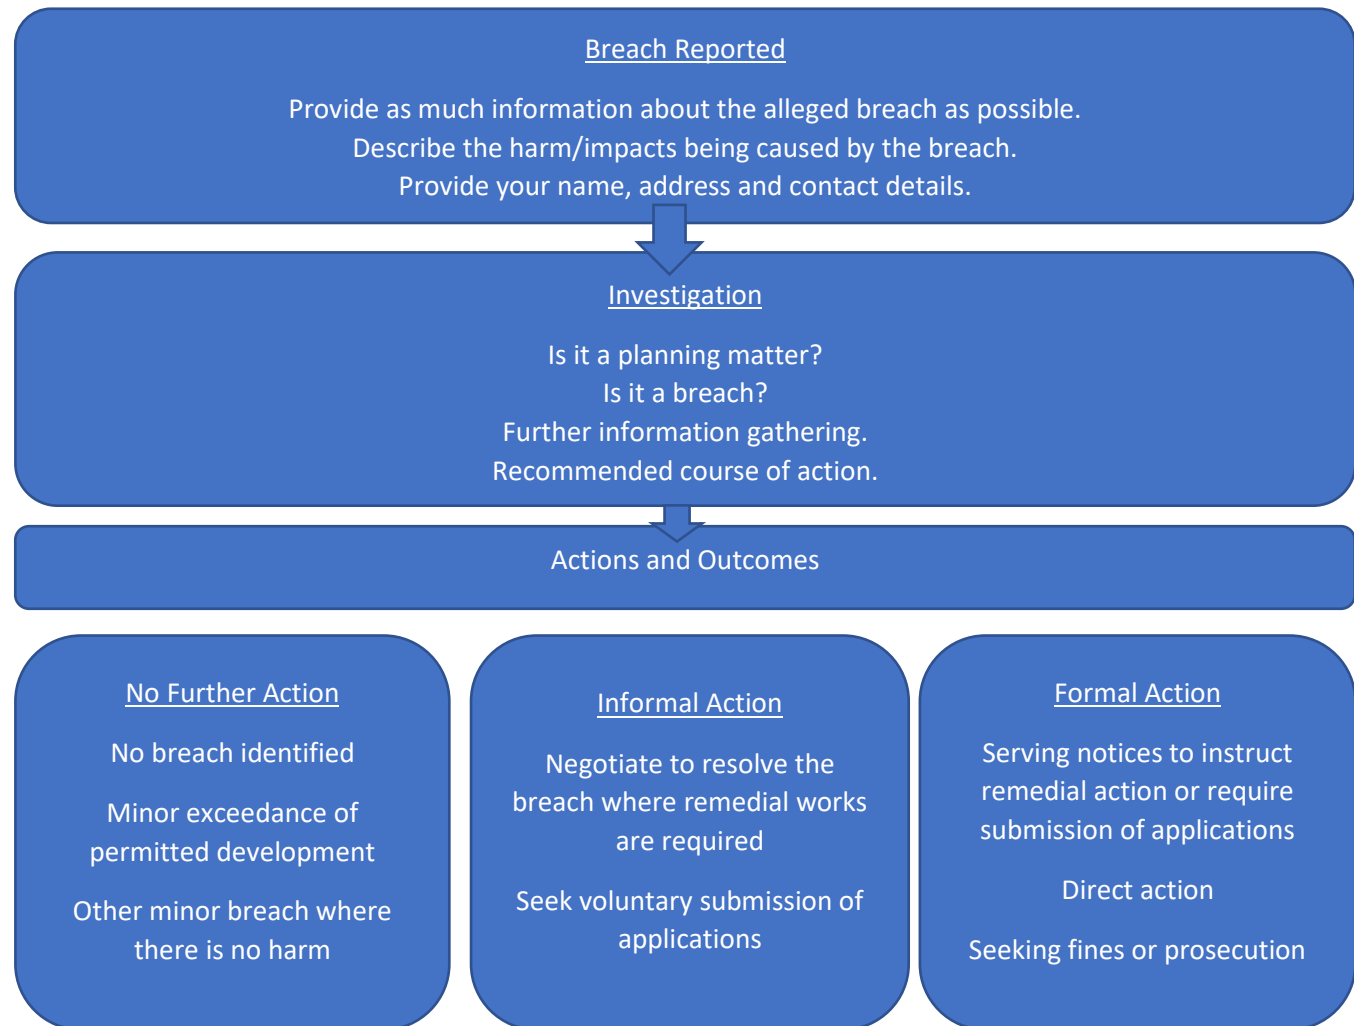 Breach Reported
Provide as much information about the alleged breach as possible.
Describe the harm/impacts being caused by the breach.
Provide your name, address and contact details.
Investigation
Is it a planning matter?
Is it a breach?
Further information gathering.
Recommended course of action.
Actions and Outcomes
No Further Action
No breach identified
Minor exceedance of
permitted development
Other minor breach where
there is no harm
Informal Action
Negotiate to resolve the
breach where remedial works
are required
Seek voluntary submission of
applications
Formal Action
Serving notices to instruct
remedial action or require
submission of applications
Direct action
Seeking fines or prosecution